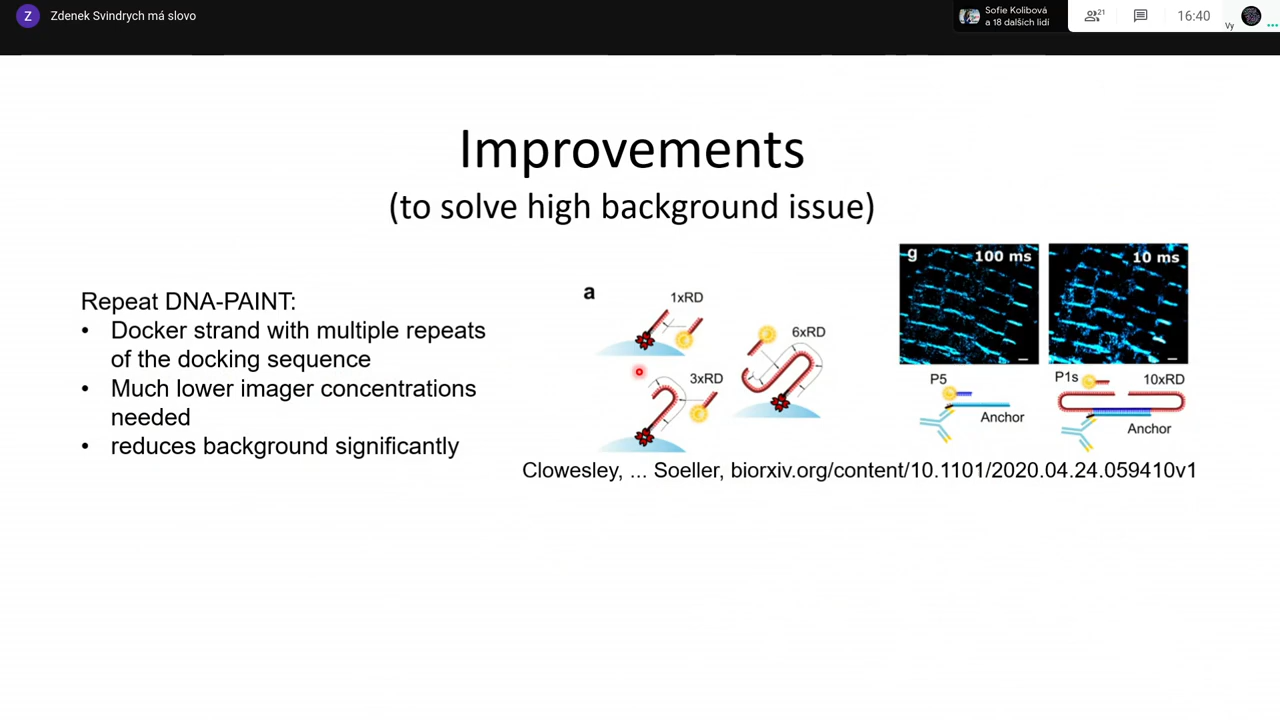 Z
Zdenek Svindrych má slovo
Sofie Kolibová
a 18 dalších lidí
21
16:40
Vy
Improvements
(to solve high background issue)
Repeat DNA-PAINT:
• Docker strand with multiple repeats
of the docking sequence
• Much lower imager concentrations
needed
• reduces background significantly
a
1xRD
3xRD
6xRD
g
100 ms
10 ms
P5
Anchor
P1s
10xRD
Anchor
Clowesley, ... Soeller, biorxiv.org/content/10.1101/2020.04.24.059410v1